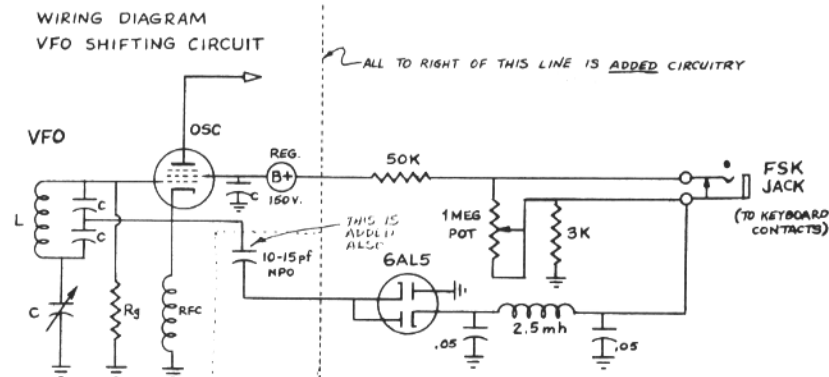 WIRING DIAGRAM
VFO SHIFTING CIRCUIT
ALL TO RIGHT OF THIS LINE IS ADDED CIRCUITRY
VFO
OSC
REG.
B+
150V.
50K
FSK
JACK
(TO KEYBOARD
CONTACTS)
L
C
C
C
1 MEG
POT
3K
THIS IS
ADDED
ALSO
10-15pf
NPO
6AL5
C
Rg
RFC
.05
2.5mh
.05